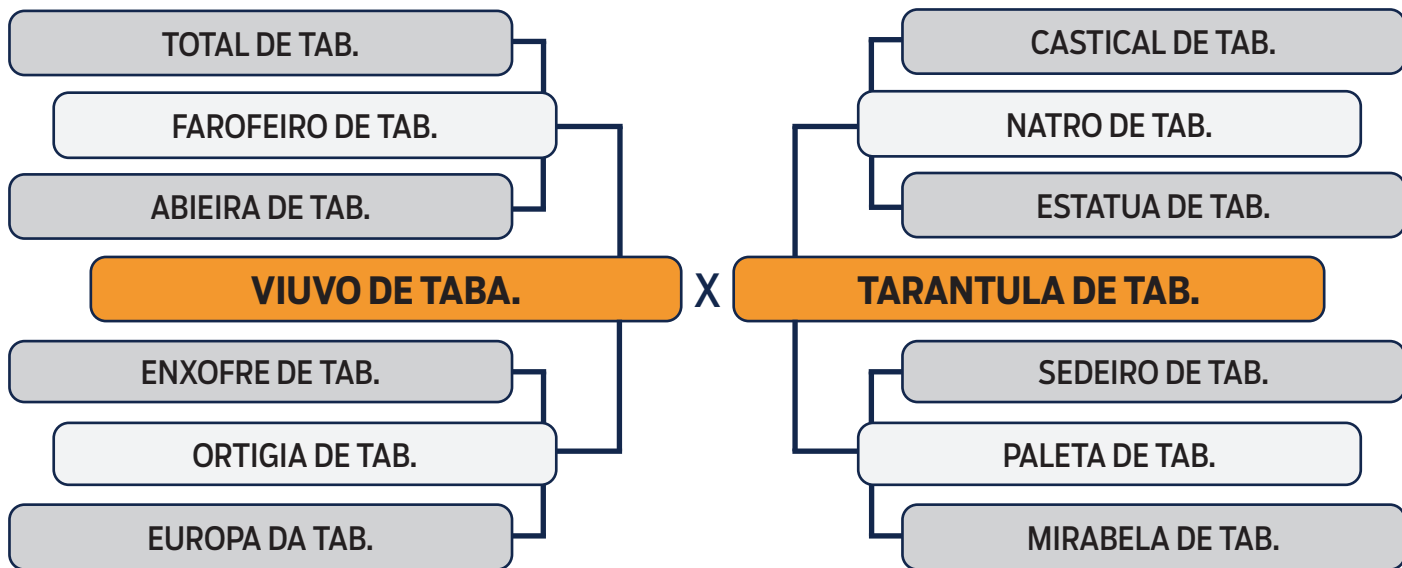 TOTAL DE TAB.
FAROFEIRO DE TAB.
ABIEIRA DE TAB.
VIUVO DE TABA.
ENXOFRE DE TAB.
ORTIGIA DE TAB.
EUROPA DA TAB.
X
CASTICAL DE TAB.
NATRO DE TAB.
ESTATUA DE TAB.
TARANTULA DE TAB.
SEDEIRO DE TAB.
PALETA DE TAB.
MIRABELA DE TAB.